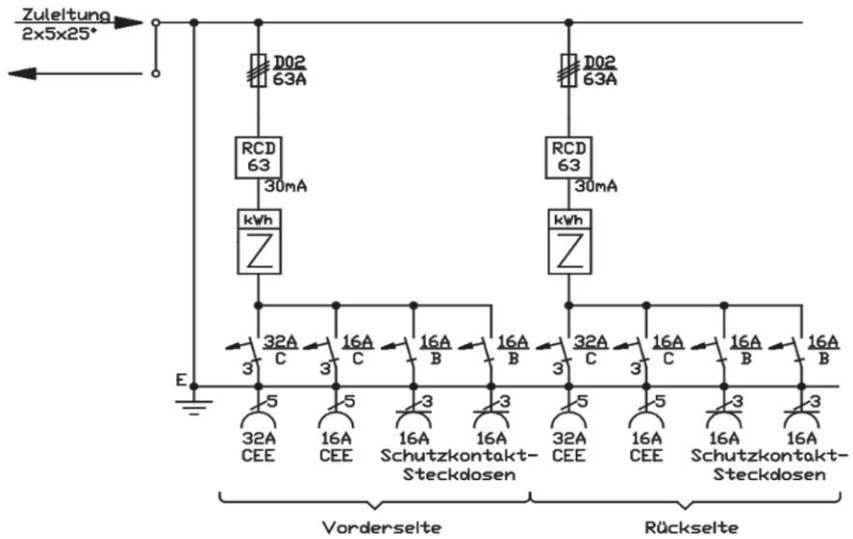 Zuleitung
2x5x25°
D02
63A
D02
63A
RCD
63
30mA
RCD
63
30mA
kWh
Z
kWh
Z
32A
C
3
16A
C
3
16A
B
16A
B
32A
C
3
16A
C
3
16A
B
16A
B
E
5 5 3 3 5 5 3 3
32A 16A 16A 16A 32A 16A 16A 16A
CEE CEE Schutzkontakt- CEE CEE Schutzkontakt-
Steckdosen Steckdosen
Vorderseite Rückseite